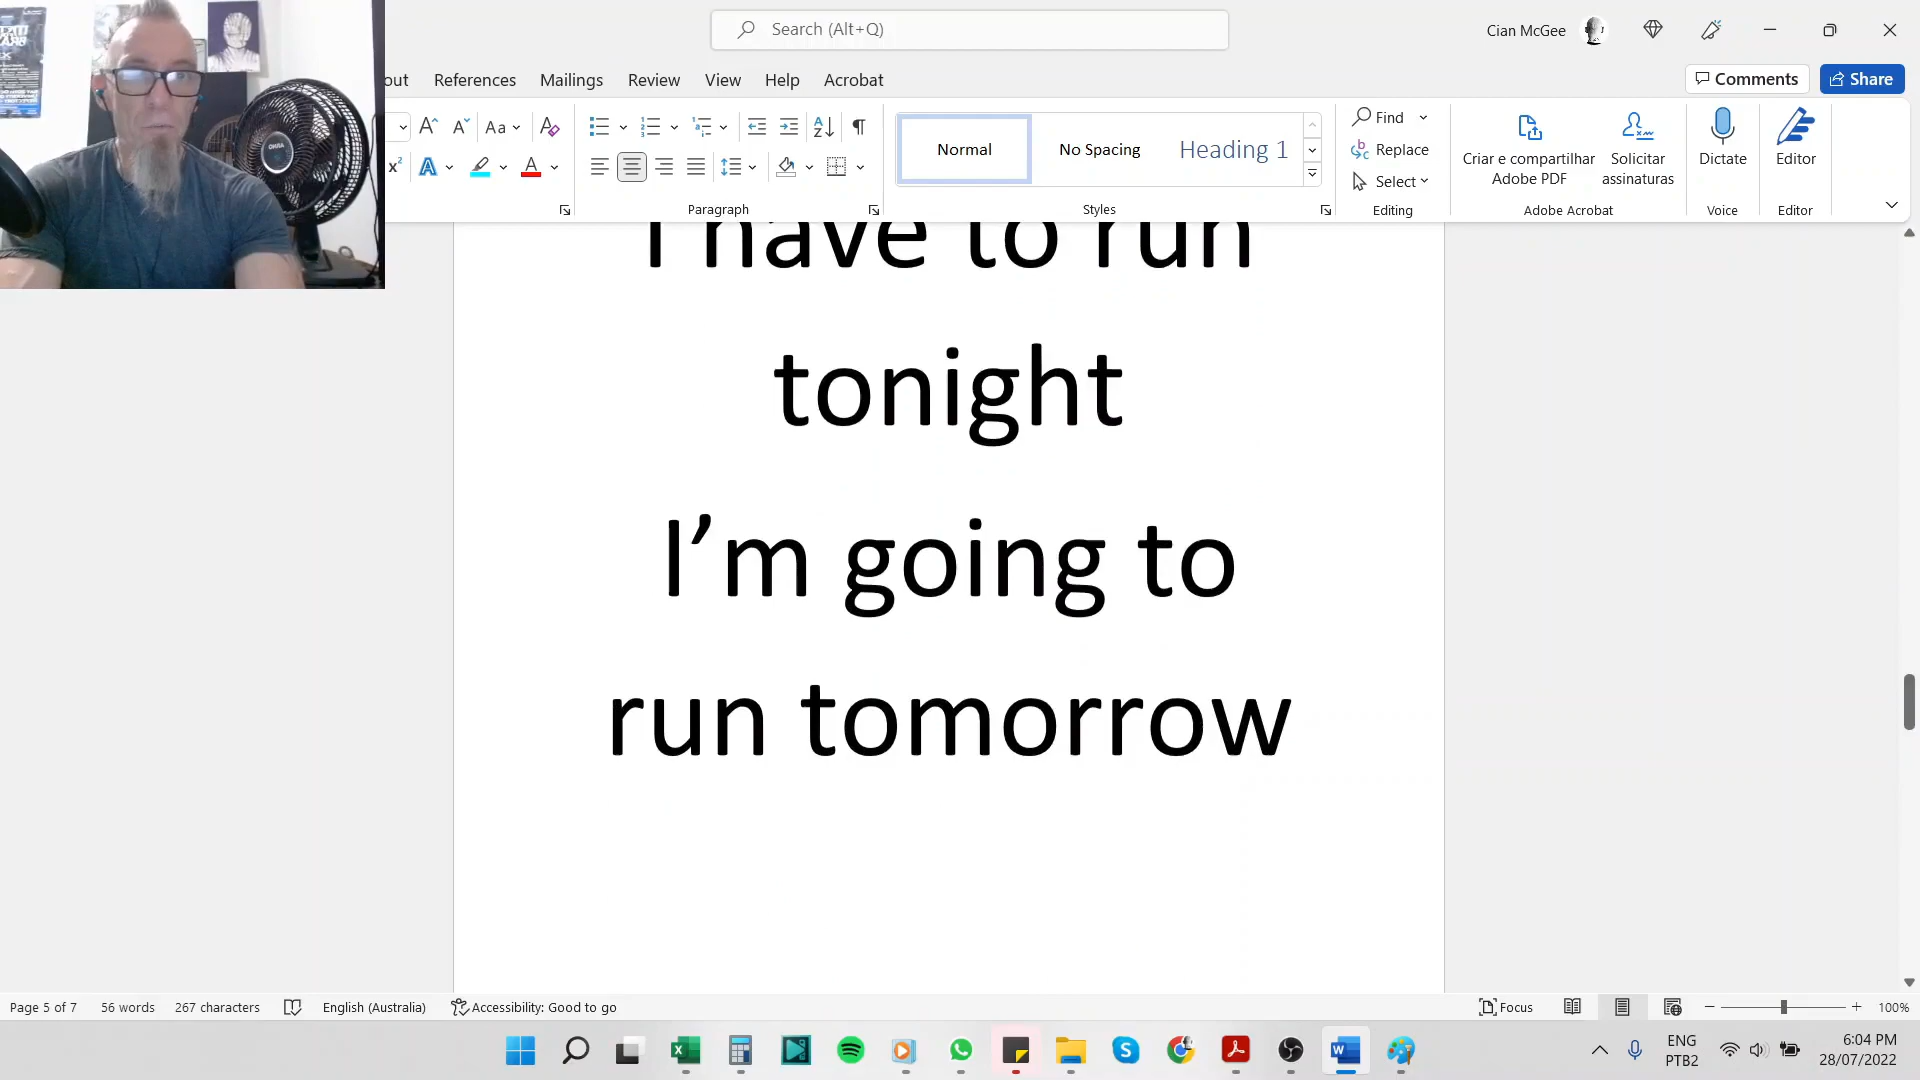 Search (Alt+Q)
Cian McGee
out References Mailings Review View Help Acrobat
Comments Share
Aa
Normal
No Spacing
Heading 1
Find
Replace
Select
Criar e compartilhar
Adobe PDF
Solicitar
assinaturas
Dictate
Editor
Paragraph
Styles
Editing
Adobe Acrobat
Voice
Editor
I have to run
tonight
I’m going to
run tomorrow
Page 5 of 7 56 words 267 characters English (Australia) Accessibility: Good to go Focus 100%
ENG
PTB2
6:04 PM
28/07/2022